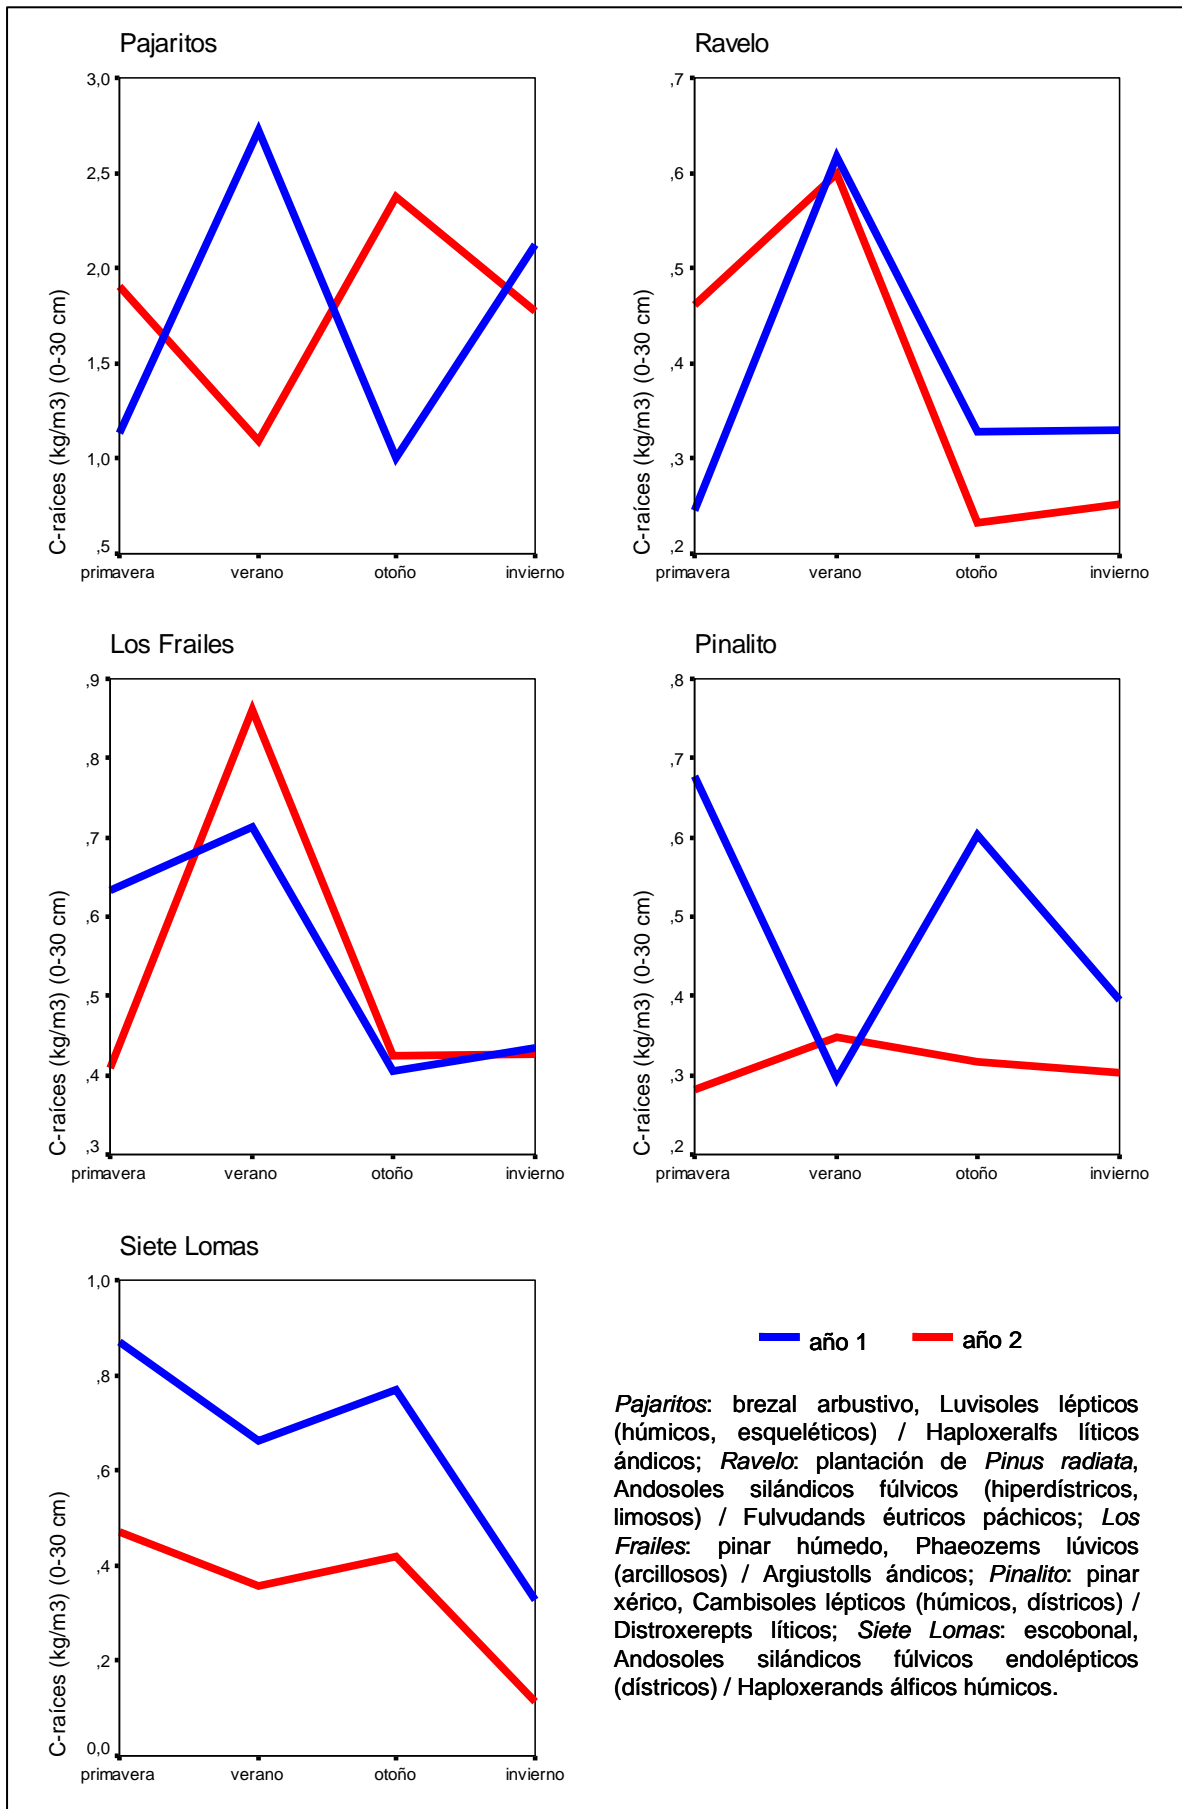 Pajaritos
3,0
2,5
2,0
1,5
1,0
,5
C-raíces (kg/m3) (0-30 cm)
primavera verano otoño invierno
Ravelo
,7
,6
,5
,4
,3
,2
C-raíces (kg/m3) (0-30 cm)
primavera verano otoño invierno
Los Frailes
,9
,8
,7
,6
,5
,4
,3
C-raíces (kg/m3) (0-30 cm)
primavera verano otoño invierno
Pinalito
,8
,7
,6
,5
,4
,3
,2
C-raíces (kg/m3) (0-30 cm)
primavera verano otoño invierno
Siete Lomas
1,0
,8
,6
,4
,2
0,0
C-raíces (kg/m3) (0-30 cm)
primavera verano otoño invierno
año 1 año 2
Pajaritos: brezal arbustivo, Luvisoles lépticos
(húmicos, esqueléticos) / Haploxeralfs líticos
ándicos; Ravelo: plantación de Pinus radiata,
Andosoles silándicos fúlvicos (hiperdístricos,
limosos) / Fulvudands éutricos páchicos; Los
Frailes: pinar húmedo, Phaeozems lúvicos
(arcillosos) / Argiustolls ándicos; Pinalito: pinar
xérico, Cambisoles lépticos (húmicos, dístricos) /
Distroxerepts líticos; Siete Lomas: escobonal,
Andosoles silándicos fúlvicos endolépticos
(dístricos) / Haploxerands álficos húmicos.